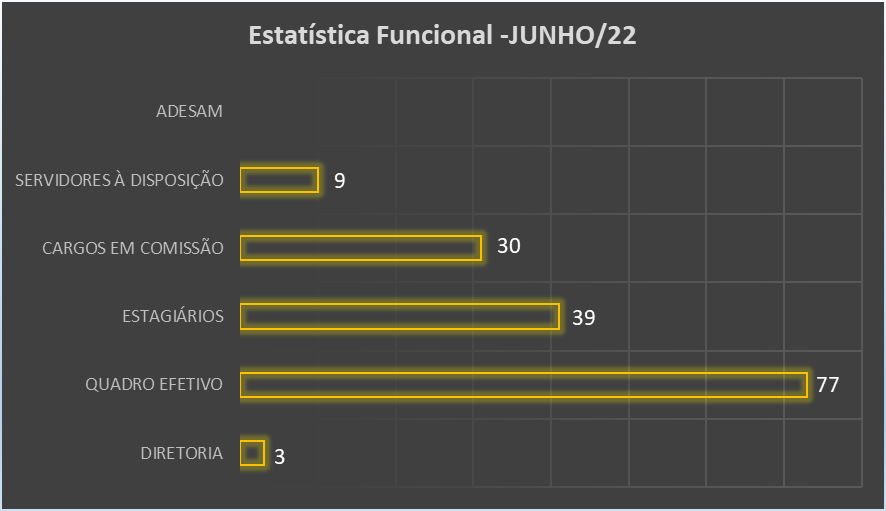 Estatística Funcional -JUNHO/22
ADESAM
SERVIDORES À DISPOSIÇÃO 9
CARGOS EM COMISSÃO 30
ESTAGIÁRIOS 39
QUADRO EFETIVO 77
DIRETORIA 3